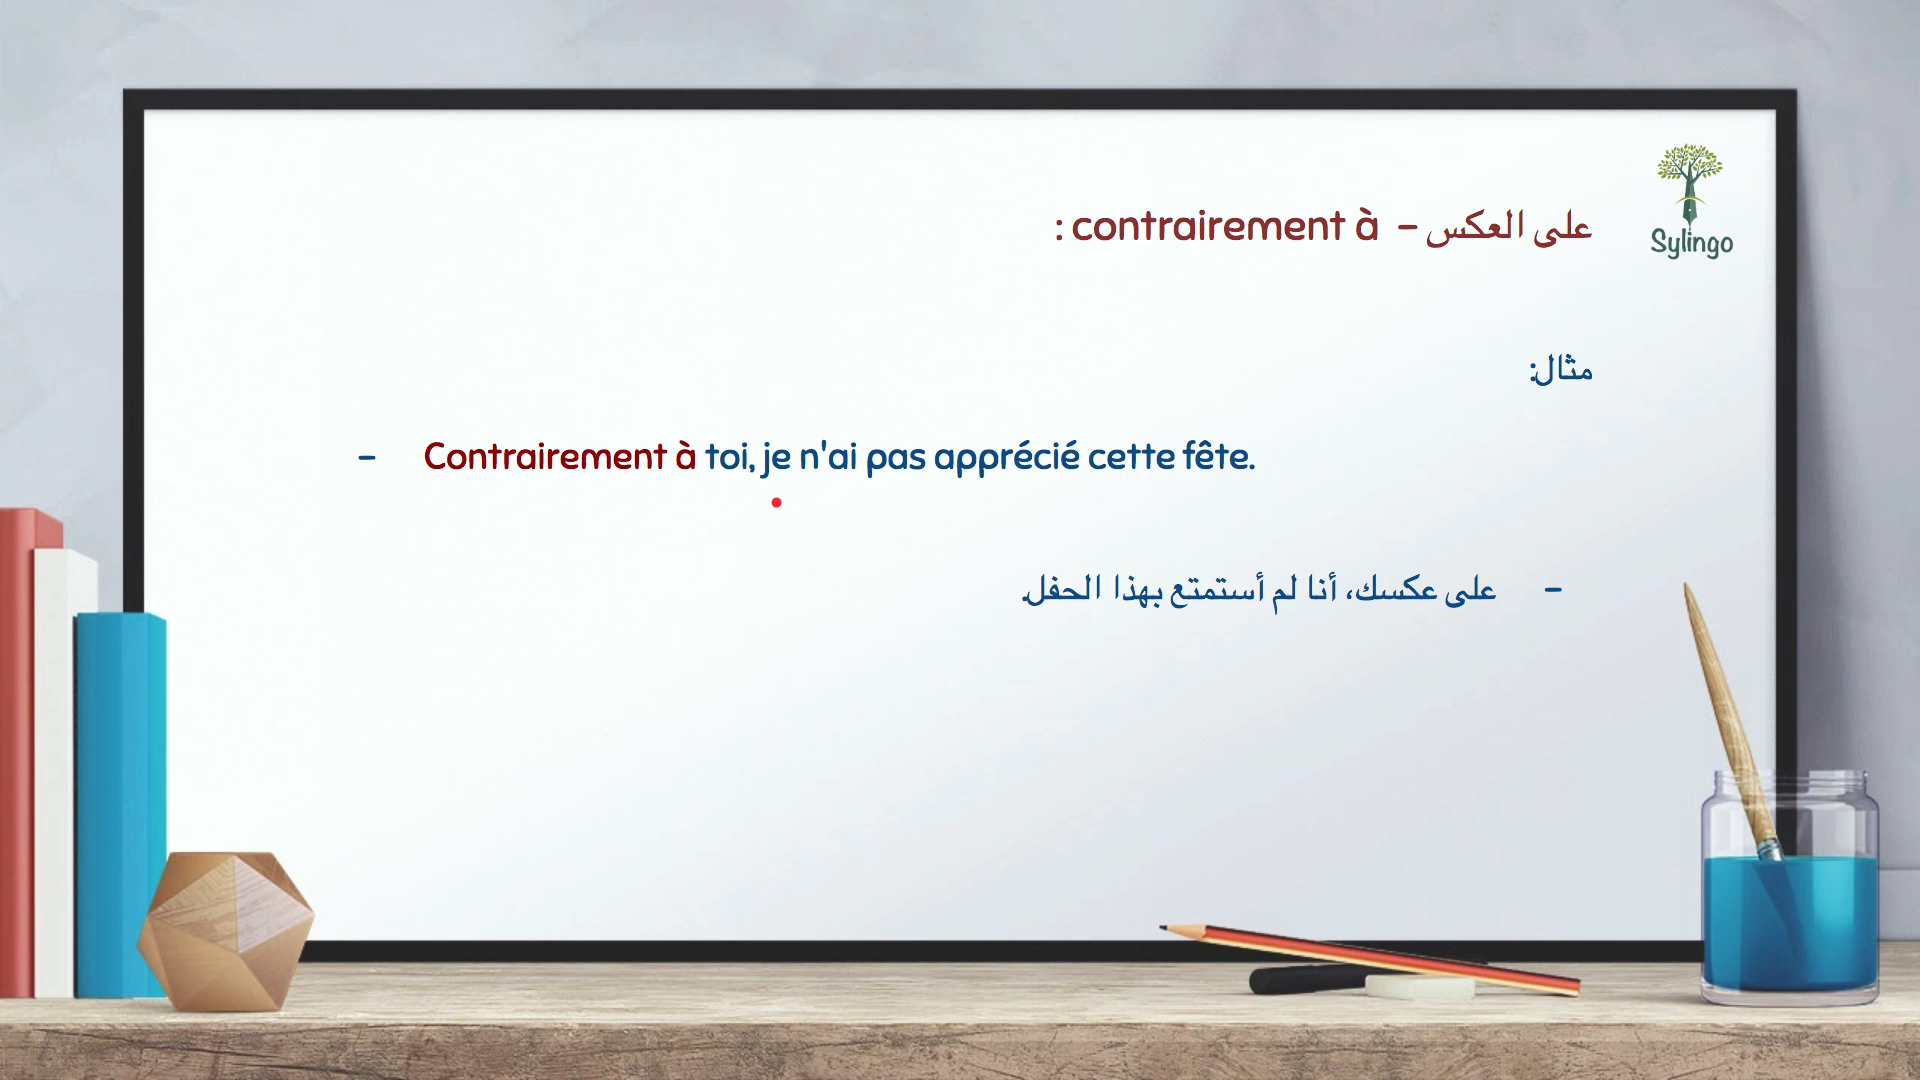 على العكس – contrairement à :
Sylingo
مثال:
- Contrairement à toi, je n'ai pas apprécié cette fête.
- على عكسك، أنا لم أستمتع بهذا الحفل.